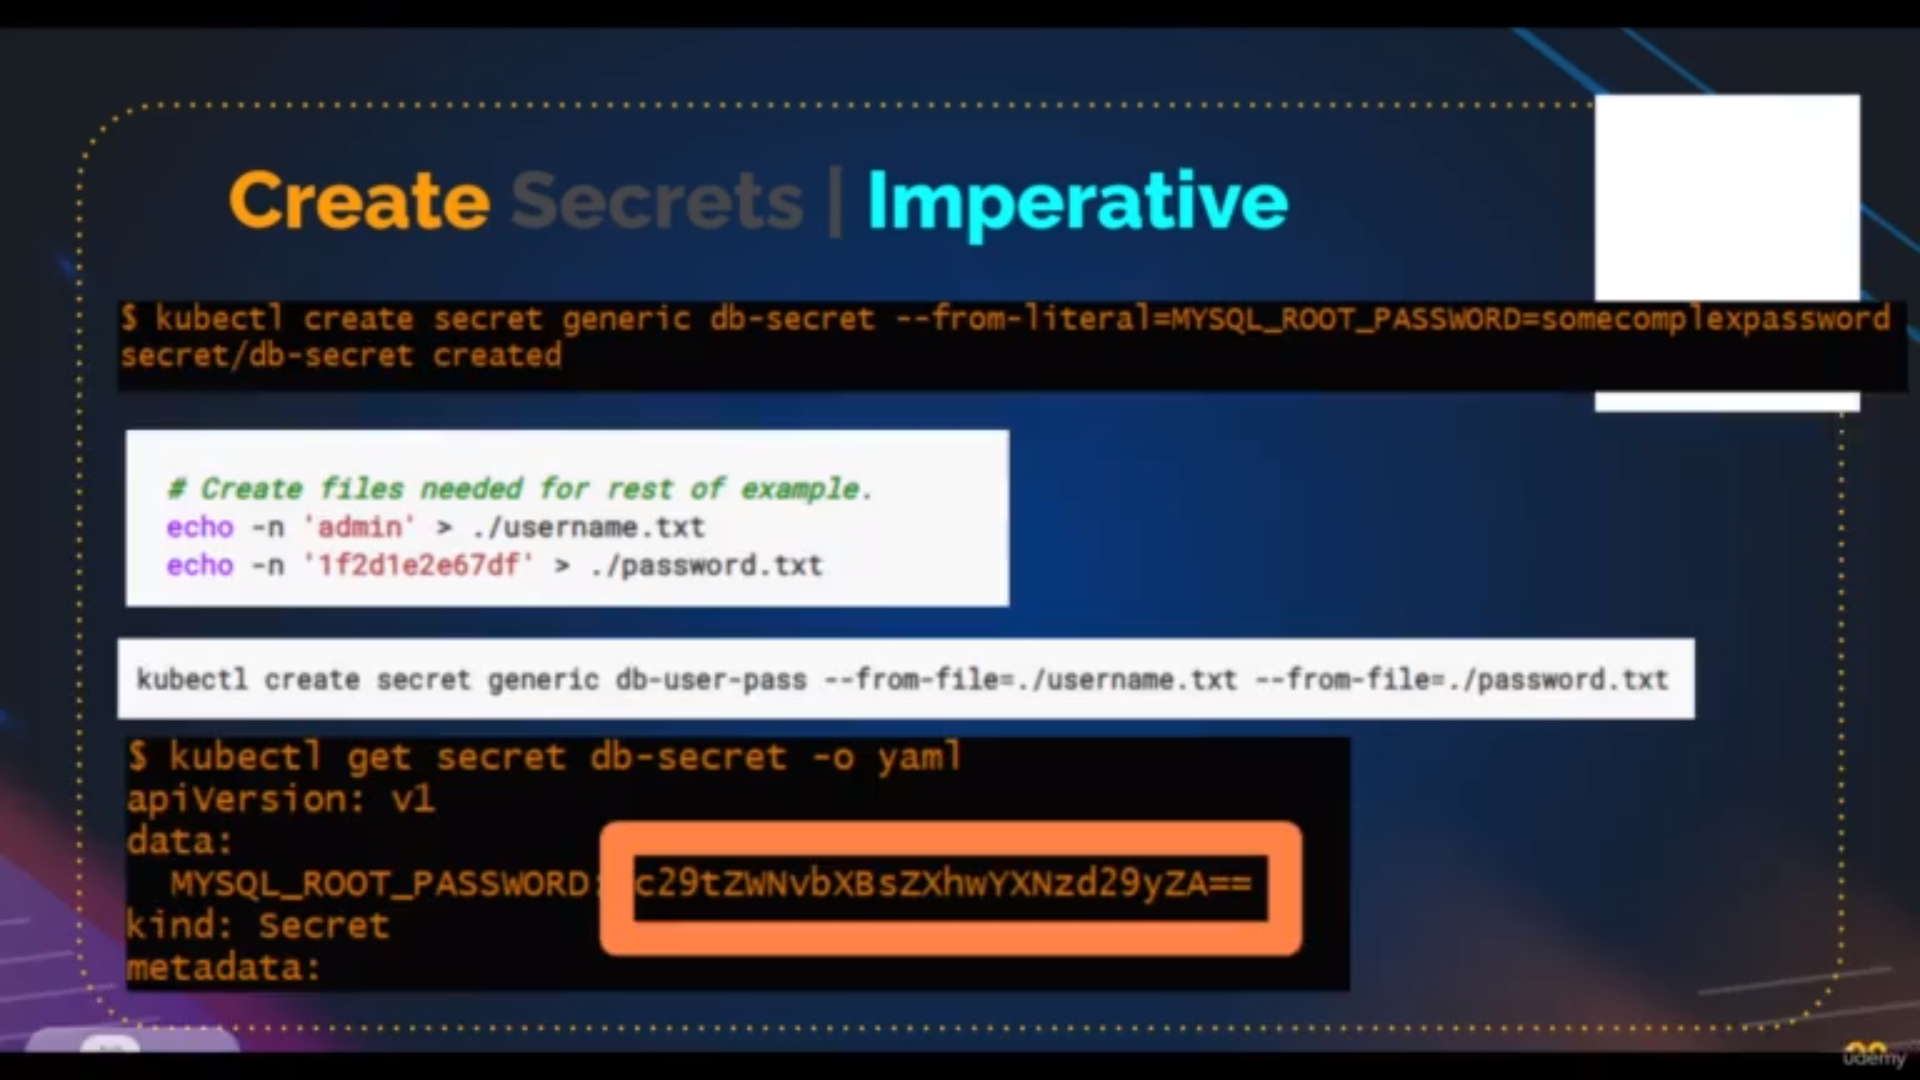 Create Secrets | Imperative
$ kubectl create secret generic db-secret --from-literal=MYSQL_ROOT_PASSWORD=somecomplexpassword
secret/db-secret created
# Create files needed for rest of example.
echo -n 'admin' > ./username.txt
echo -n '1f2d1e2e67df' > ./password.txt
kubectl create secret generic db-user-pass --from-file=./username.txt --from-file=./password.txt
$ kubectl get secret db-secret -o yaml
apiVersion: v1
data:
MYSQL_ROOT_PASSWORD: c29tZWNvbXBsZXhwYXNzd29yZA==
kind: Secret
metadata:
udemy